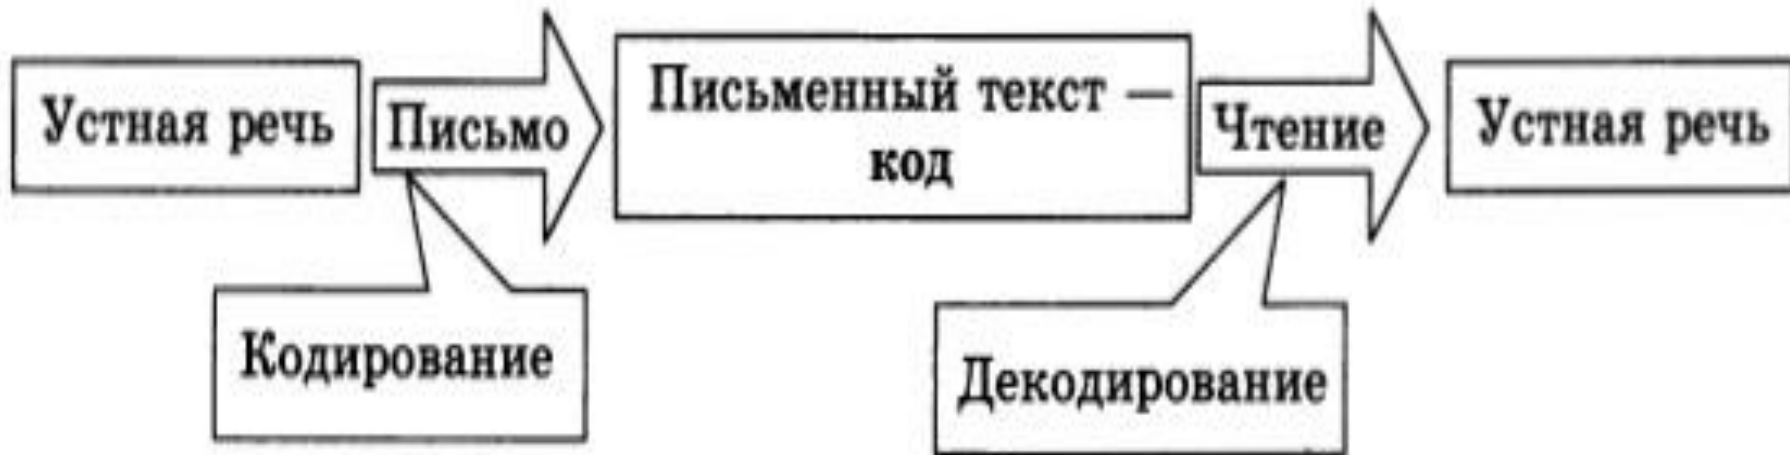 Устная речь
Письмо
Письменный текст —
код
Чтение
Устная речь
Кодирование
Декодирование